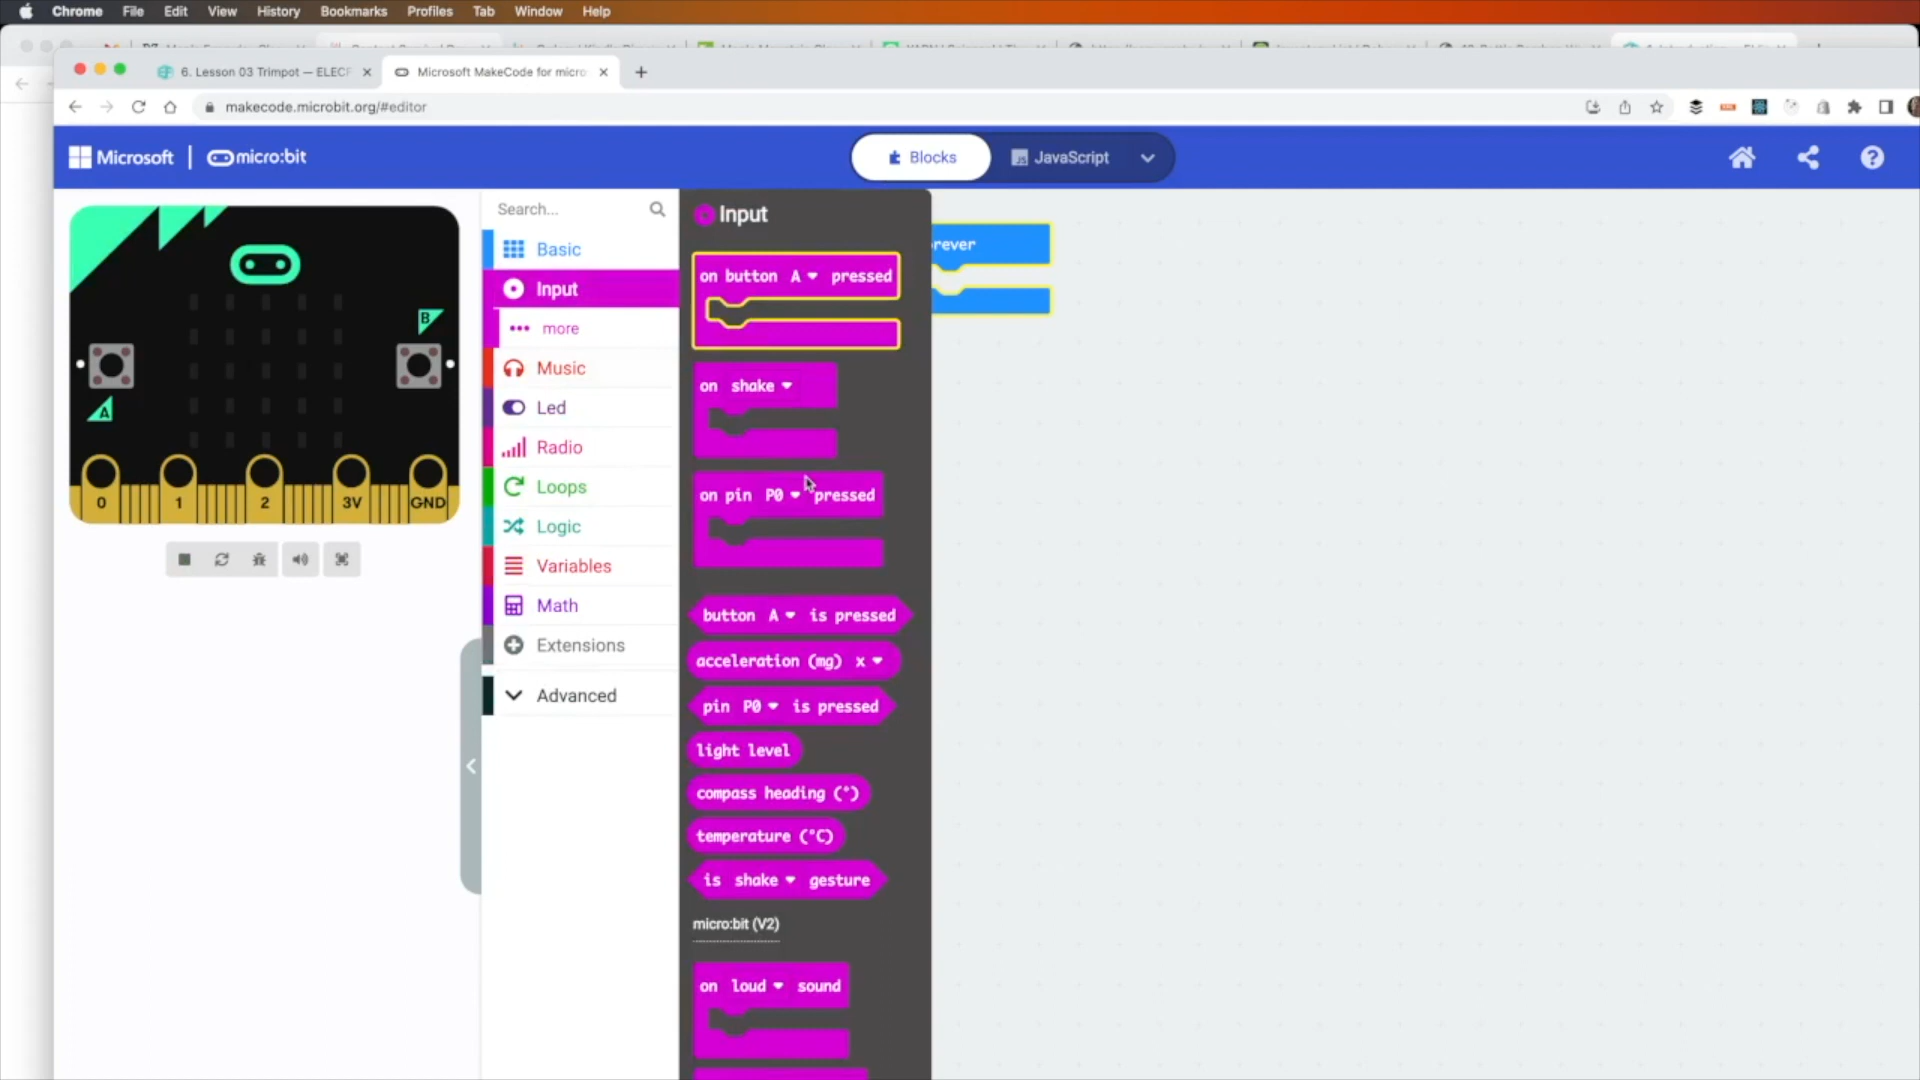 Chrome File Edit View History Bookmarks Profiles Tab Window Help
6. Lesson 03 Trimpot — ELECF
Microsoft MakeCode for micro
makecode.microbit.org/#editor
Microsoft | micro:bit
Blocks
JavaScript
Search...
Basic
Input
more
Music
Led
Radio
Loops
Logic
Variables
Math
Extensions
Advanced
B
A
0 1 2 3V GND
Input
on button A pressed
on shake
on pin P0 pressed
button A is pressed
acceleration (mg) x
pin P0 is pressed
light level
compass heading (°)
temperature (°C)
is shake gesture
micro:bit (V2)
on loud sound
rever